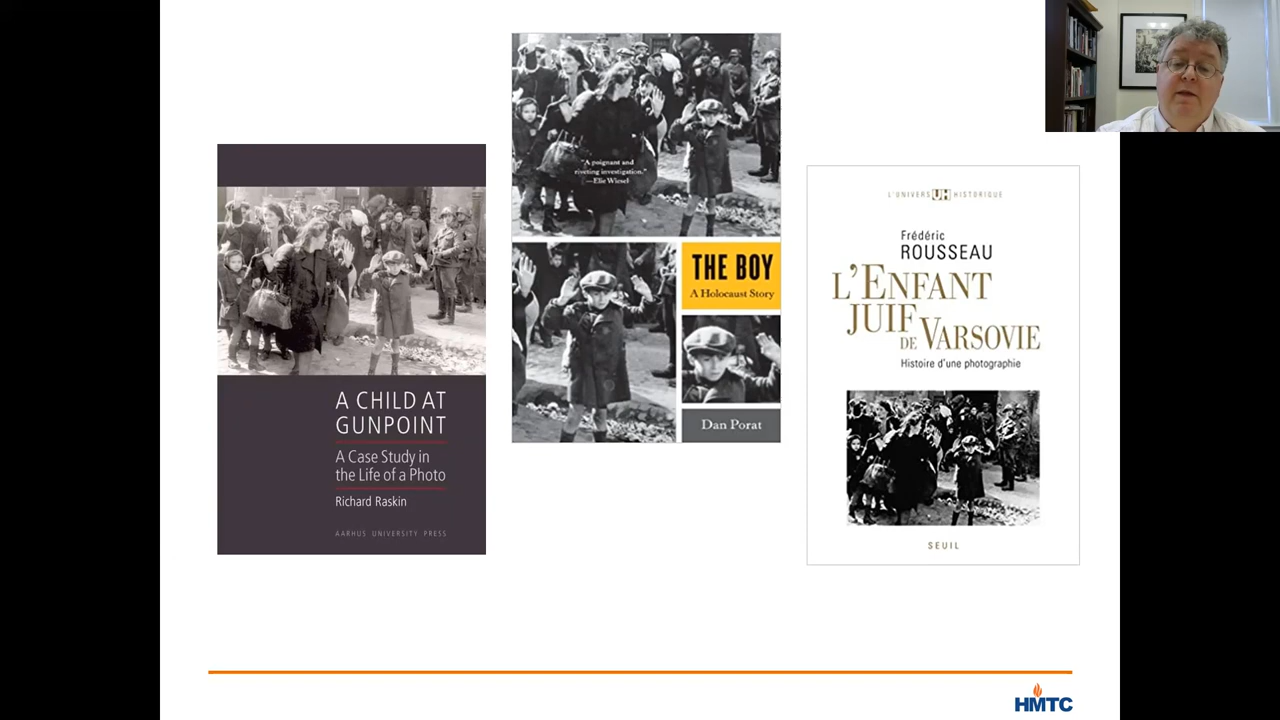 A CHILD AT
GUNPOINT
A Case Study in
the Life of a Photo
Richard Raskin
AARHUS UNIVERSITY PRESS
"A poignant and
riveting investigation."
—Elie Wiesel
THE BOY
A Holocaust Story
Dan Porat
L'UNIVERS UH HISTORIQUE
Frédéric
ROUSSEAU
L'ENFANT
JUIF
DE VARSOVIE
Histoire d'une photographie
SEUIL
HMTC